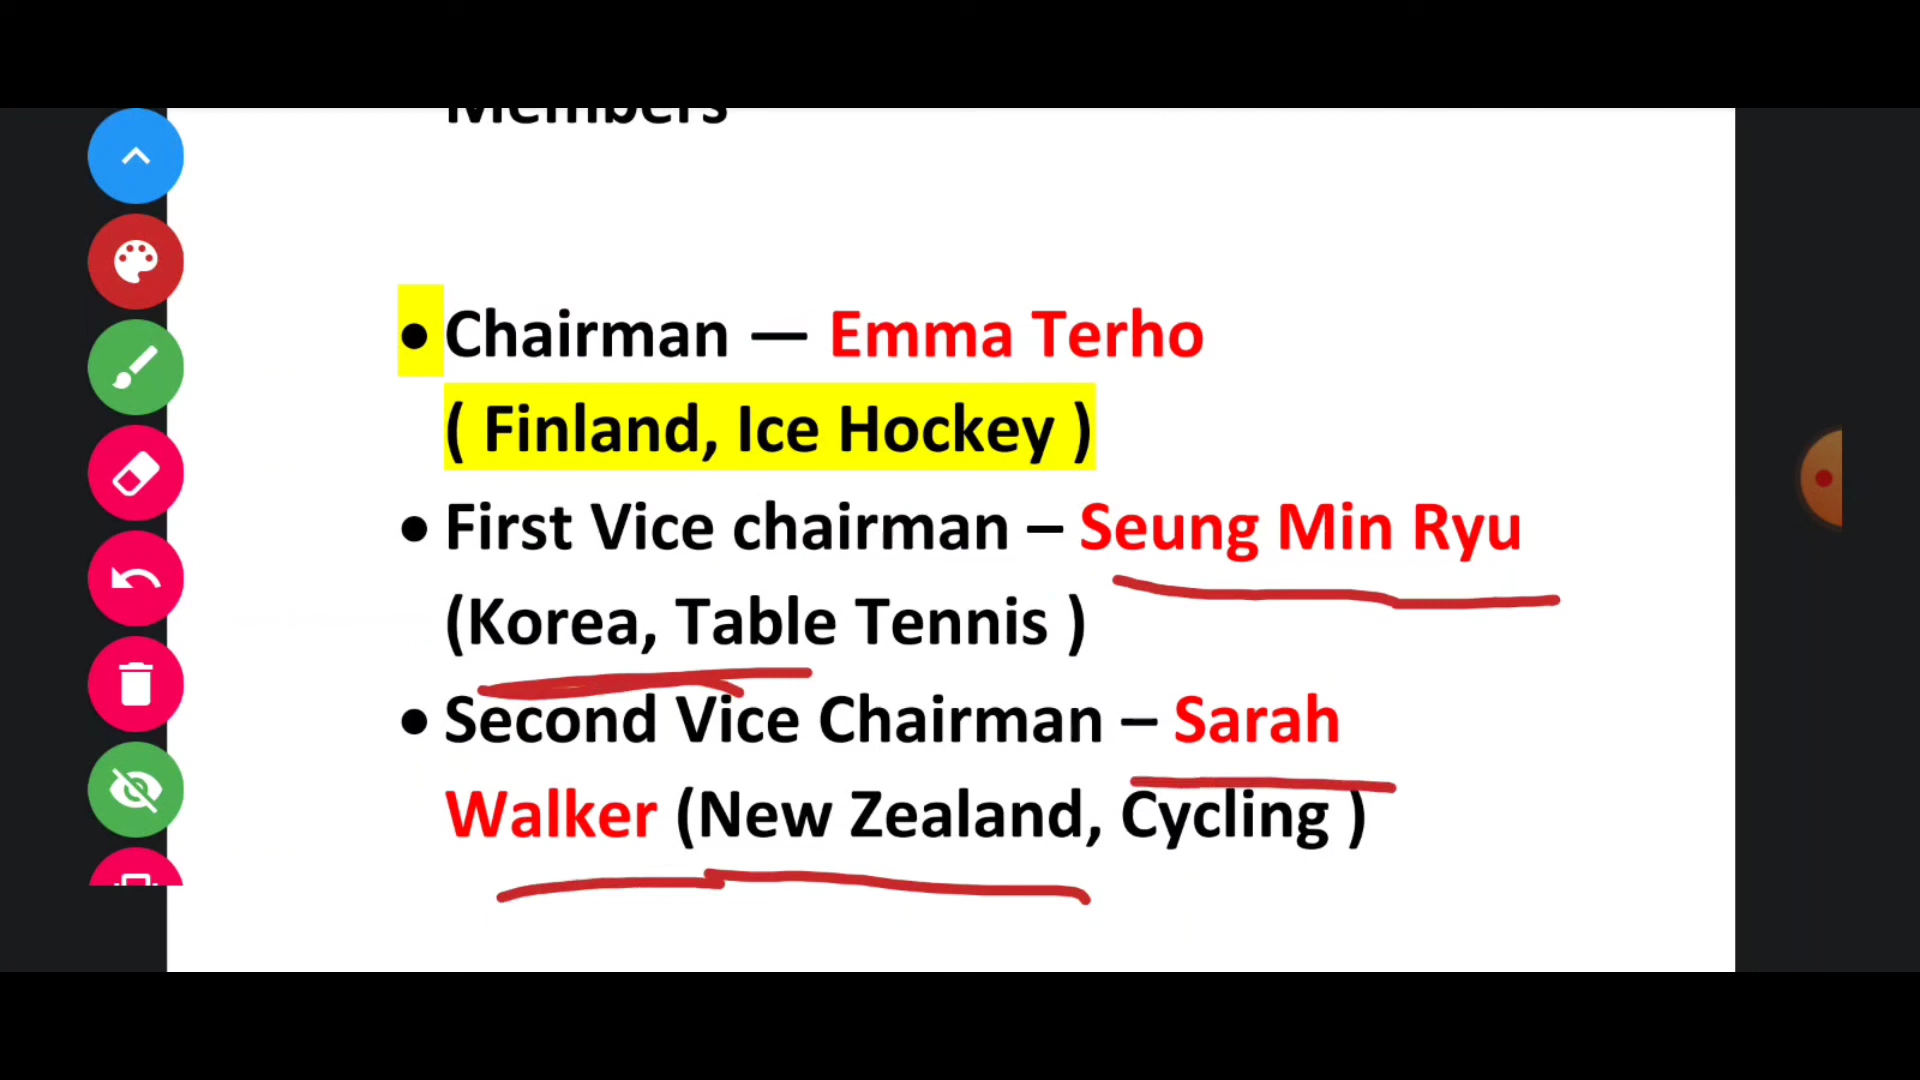 Members
• Chairman — Emma Terho
( Finland, Ice Hockey )
• First Vice chairman – Seung Min Ryu
(Korea, Table Tennis )
• Second Vice Chairman – Sarah
Walker (New Zealand, Cycling )